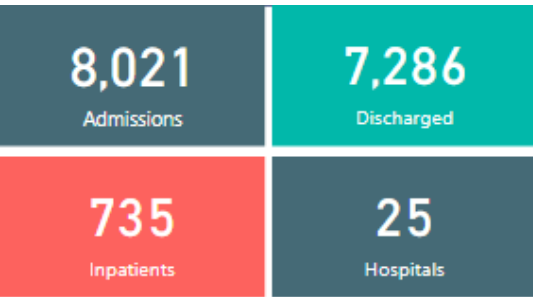 8,021
Admissions
7,286
Discharged
735
Inpatients
25
Hospitals